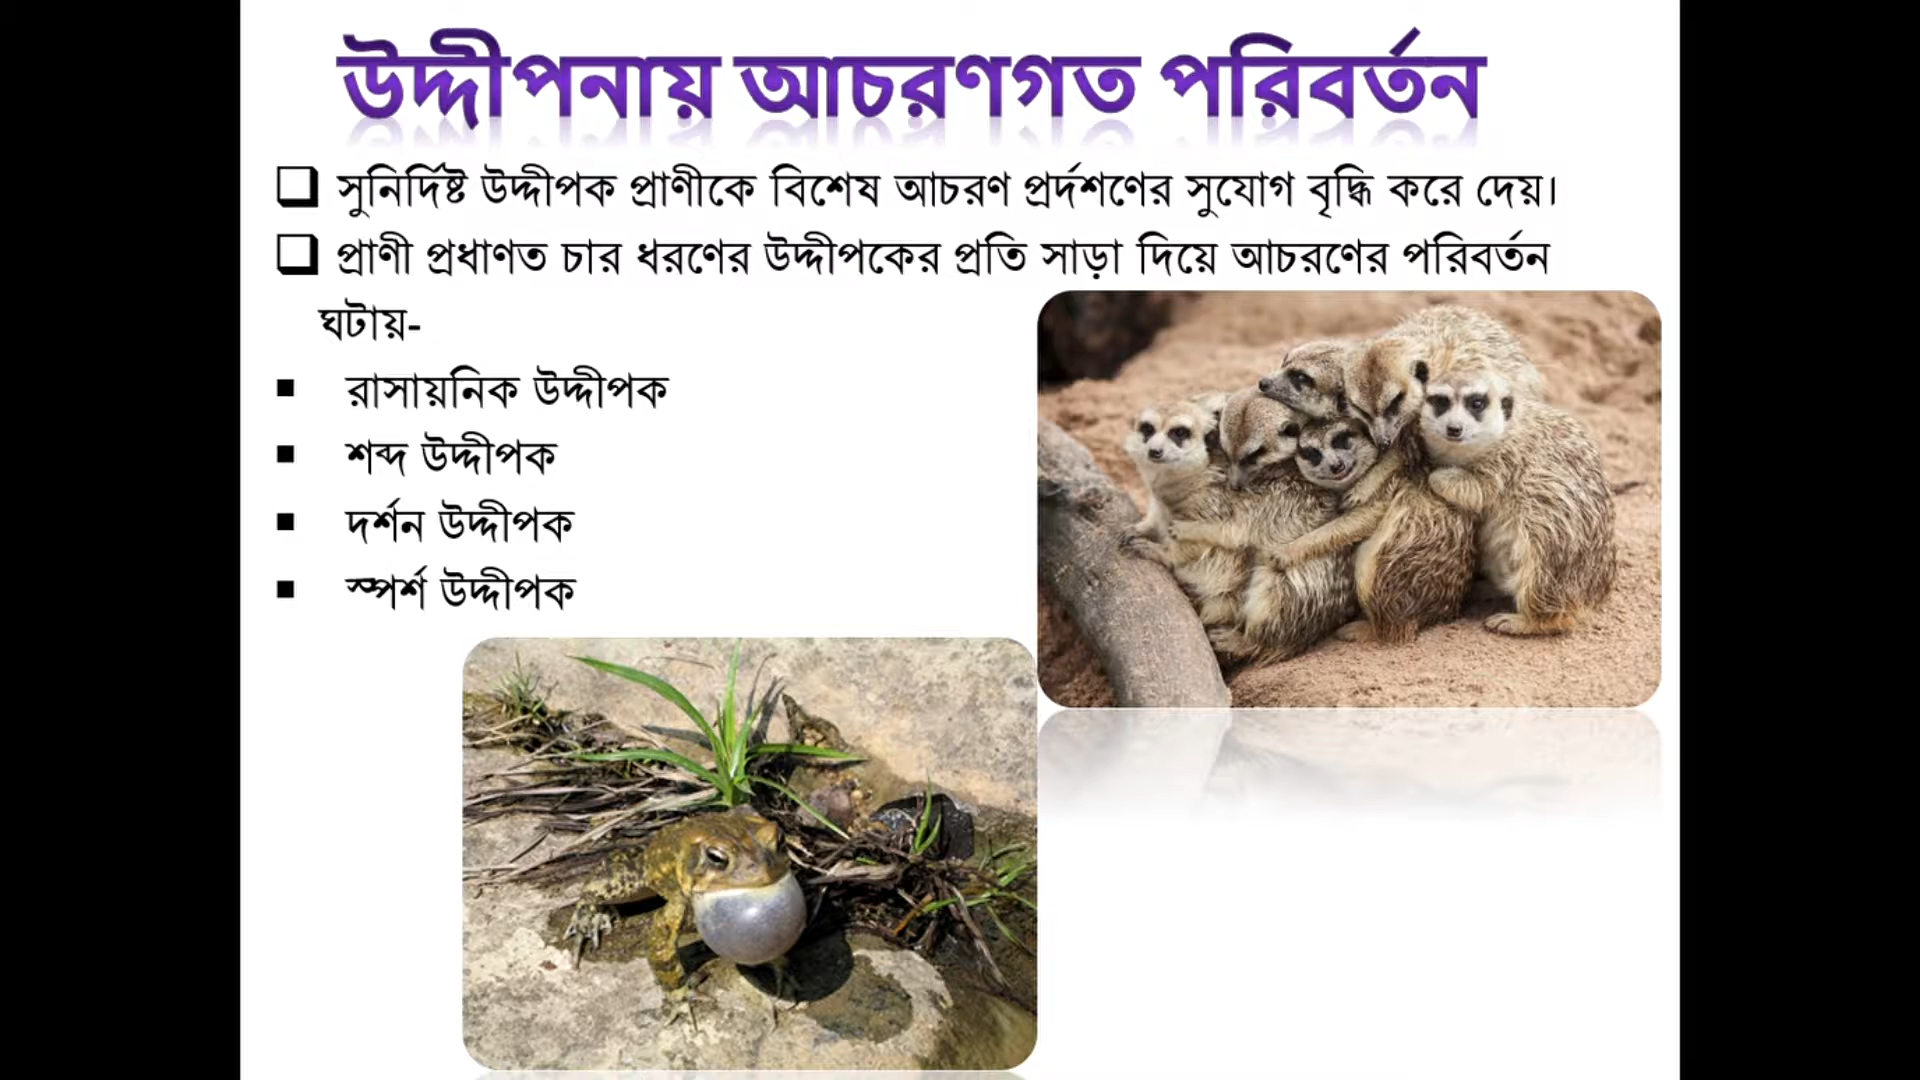 উদ্দীপনায় আচরণগত পরিবর্তন
❑ সুনির্দিষ্ট উদ্দীপক প্রাণীকে বিশেষ আচরণ প্রর্দশণের সুযোগ বৃদ্ধি করে দেয়।
❑ প্রাণী প্রধাণত চার ধরণের উদ্দীপকের প্রতি সাড়া দিয়ে আচরণের পরিবর্তন
ঘটায়-
▪ রাসায়নিক উদ্দীপক
▪ শব্দ উদ্দীপক
▪ দর্শন উদ্দীপক
▪ স্পর্শ উদ্দীপক